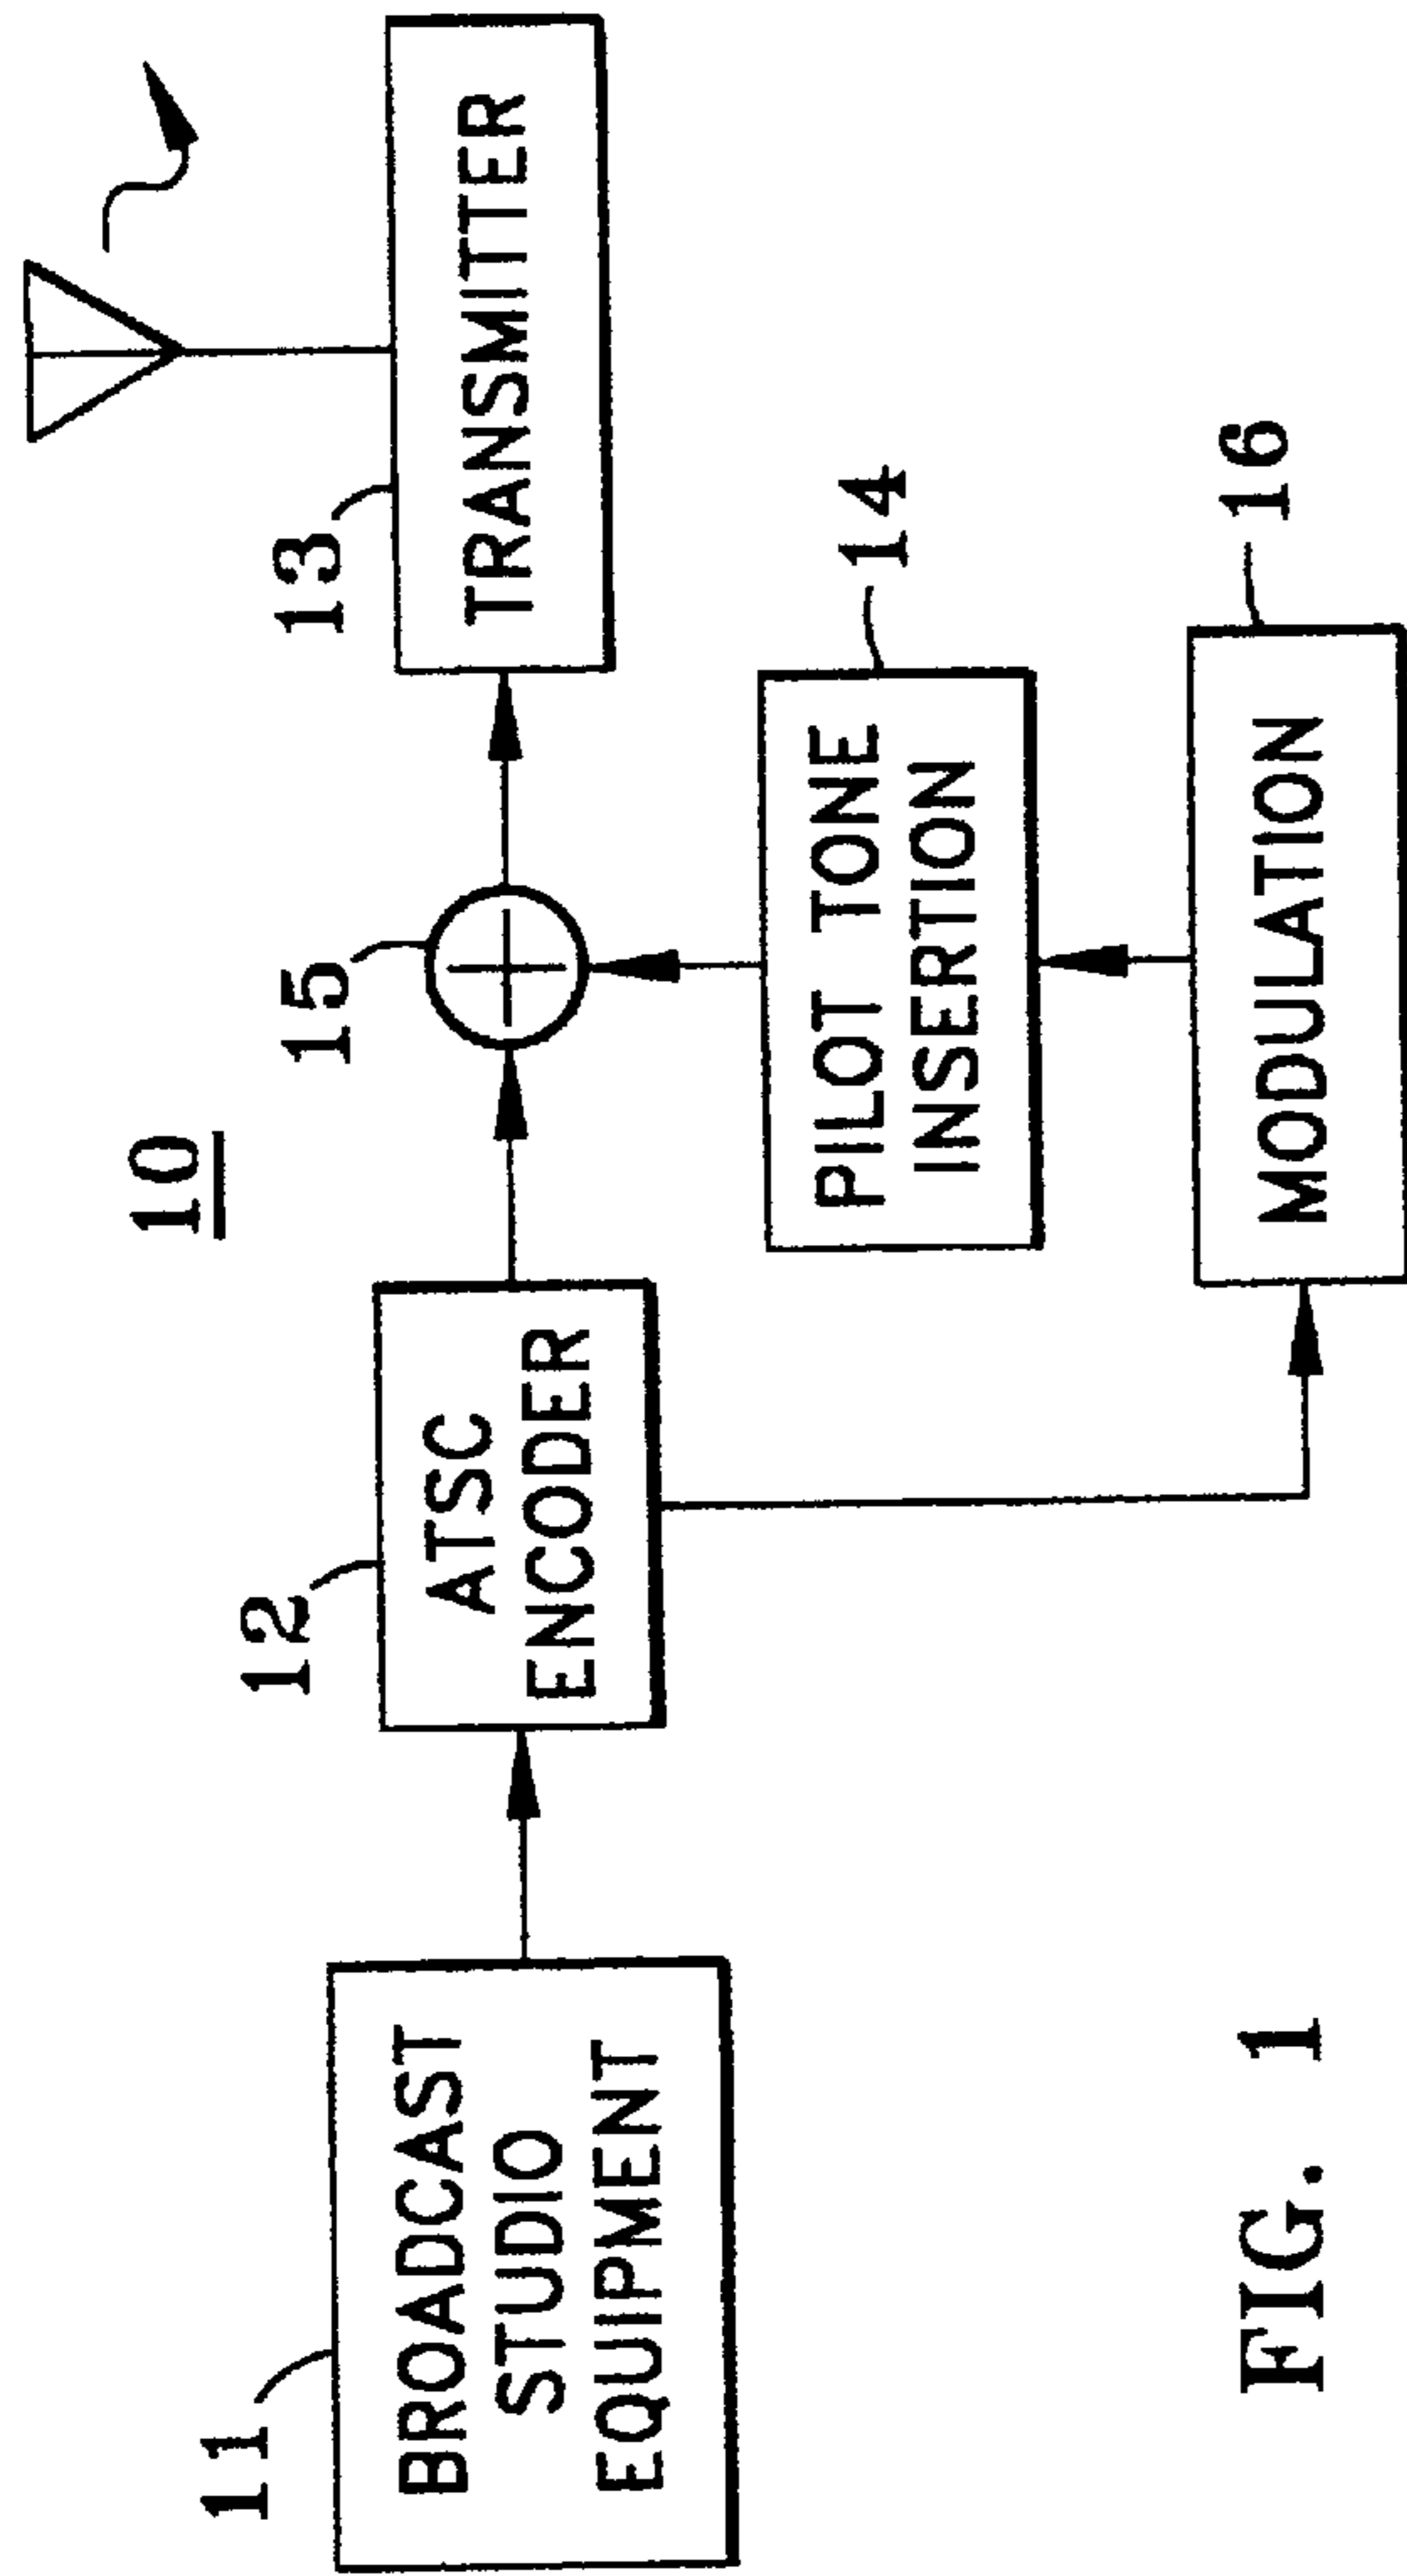 10
11
BROADCAST
STUDIO
EQUIPMENT
12
ATSC
ENCODER
15
13
TRANSMITTER
14
PILOT TONE
INSERTION
16
MODULATION
FIG. 1